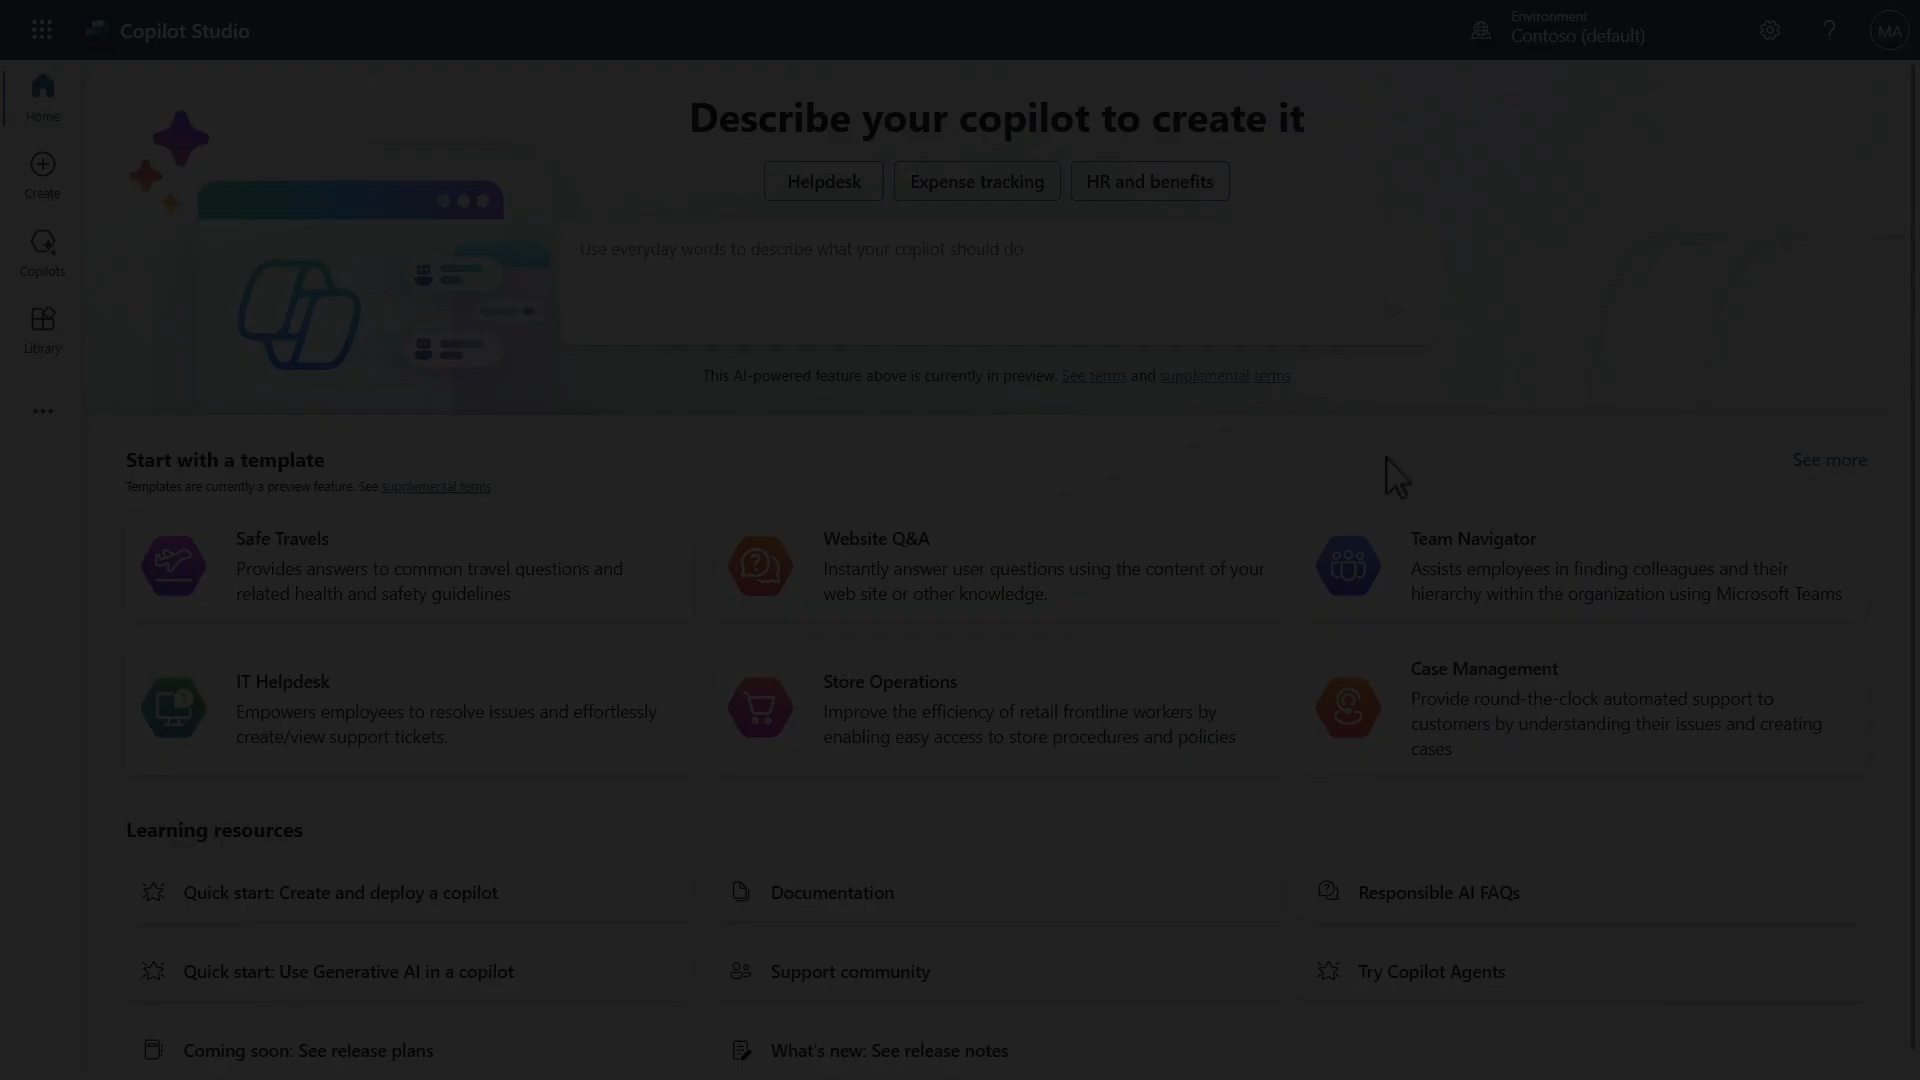 Copilot Studio
Environment
Contoso (default)
MA
Home
Create
Copilots
Library
Describe your copilot to create it
Helpdesk
Expense tracking
HR and benefits
Use everyday words to describe what your copilot should do
This AI-powered feature above is currently in preview. See terms and supplemental terms
Start with a template
See more
Templates are currently a preview feature. See supplemental terms
Safe Travels
Provides answers to common travel questions and
related health and safety guidelines
Website Q&A
Instantly answer user questions using the content of your
web site or other knowledge.
Team Navigator
Assists employees in finding colleagues and their
hierarchy within the organization using Microsoft Teams
IT Helpdesk
Empowers employees to resolve issues and effortlessly
create/view support tickets.
Store Operations
Improve the efficiency of retail frontline workers by
enabling easy access to store procedures and policies
Case Management
Provide round-the-clock automated support to
customers by understanding their issues and creating
cases
Learning resources
Quick start: Create and deploy a copilot
Documentation
Responsible AI FAQs
Quick start: Use Generative AI in a copilot
Support community
Try Copilot Agents
Coming soon: See release plans
What's new: See release notes